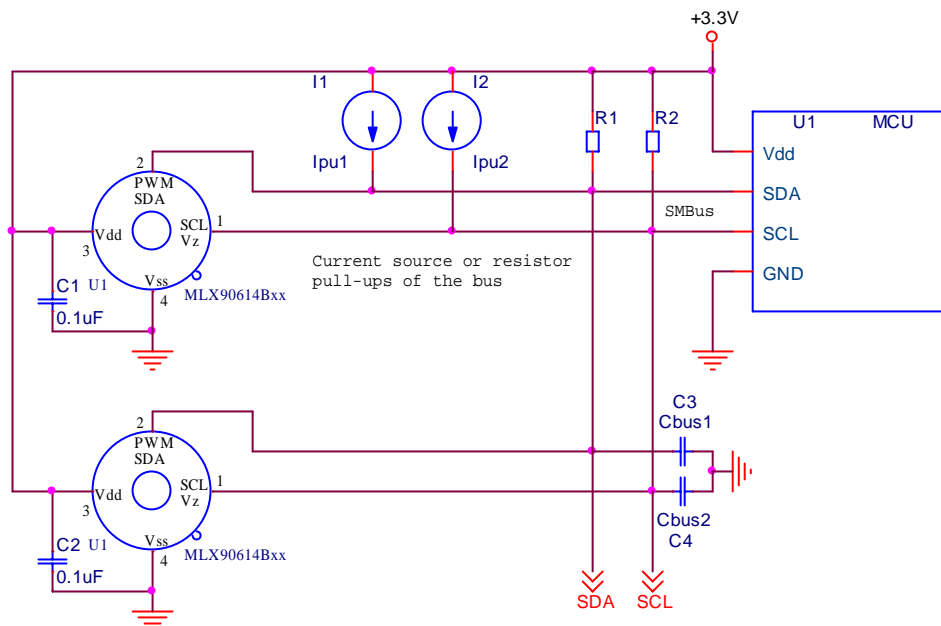 +3.3V
I1
I2
R1
R2
U1
MCU
Ipu1
Ipu2
Vdd
SDA
SCL
GND
SMBus
2
PWM
SDA
SCL
Vz
1
Vdd
3
Vss
4
C1
U1
MLX90614Bxx
0.1uF
Current source or resistor
pull-ups of the bus
2
PWM
SDA
SCL
Vz
1
Vdd
3
Vss
4
C2
U1
MLX90614Bxx
0.1uF
C3
Cbus1
Cbus2
C4
SDA
SCL